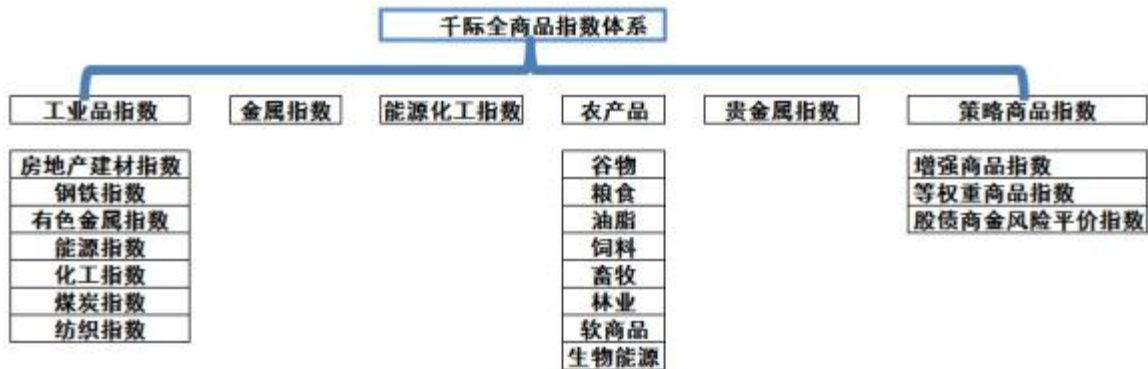 千际全商品指数体系
工业品指数 金属指数 能源化工指数 农产品 贵金属指数 策略商品指数
房地产建材指数 谷物 增强商品指数
钢铁指数 粮食 等权重商品指数
有色金属指数 油脂 股债商金风险平价指数
能源指数 饲料
化工指数 畜牧
煤炭指数 林业
纺织指数 软商品
生物能源